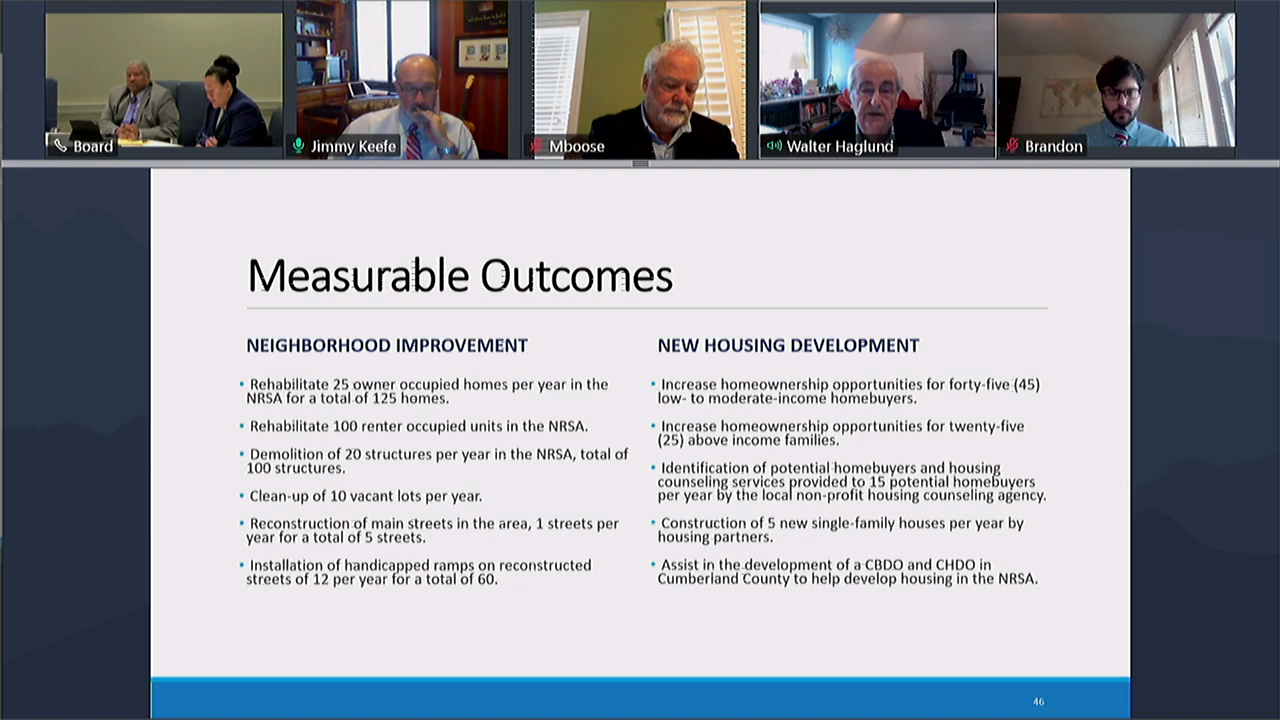 Board
Jimmy Keefe
Mboose
Walter Haglund
Brandon
Measurable Outcomes
NEIGHBORHOOD IMPROVEMENT
• Rehabilitate 25 owner occupied homes per year in the
NRSA for a total of 125 homes.
• Rehabilitate 100 renter occupied units in the NRSA.
• Demolition of 20 structures per year in the NRSA, total of
100 structures.
• Clean-up of 10 vacant lots per year.
• Reconstruction of main streets in the area, 1 streets per
year for a total of 5 streets.
• Installation of handicapped ramps on reconstructed
streets of 12 per year for a total of 60.
NEW HOUSING DEVELOPMENT
• Increase homeownership opportunities for forty-five (45)
low- to moderate-income homebuyers.
• Increase homeownership opportunities for twenty-five
(25) above income families.
• Identification of potential homebuyers and housing
counseling services provided to 15 potential homebuyers
per year by the local non-profit housing counseling agency.
• Construction of 5 new single-family houses per year by
housing partners.
• Assist in the development of a CBDO and CHDO in
Cumberland County to help develop housing in the NRSA.
46